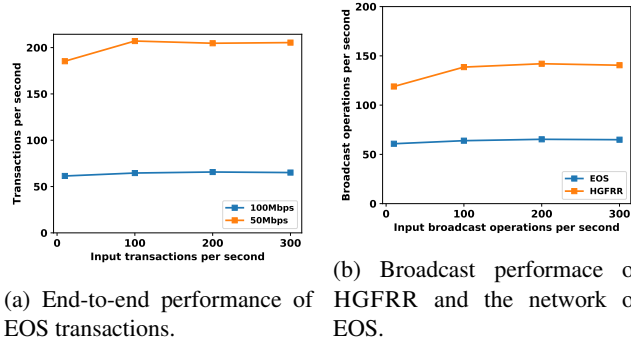 200
150
100
50
0
Transactions per second
100Mbps
50Mbps
0 100 200 300
Input transactions per second
(a) End-to-end performance of
EOS transactions.
200
150
100
50
0
Broadcast operations per second
EOS
HGFRR
0 100 200 300
Input broadcast operations per second
(b) Broadcast performace o
HGFRR and the network o
EOS.